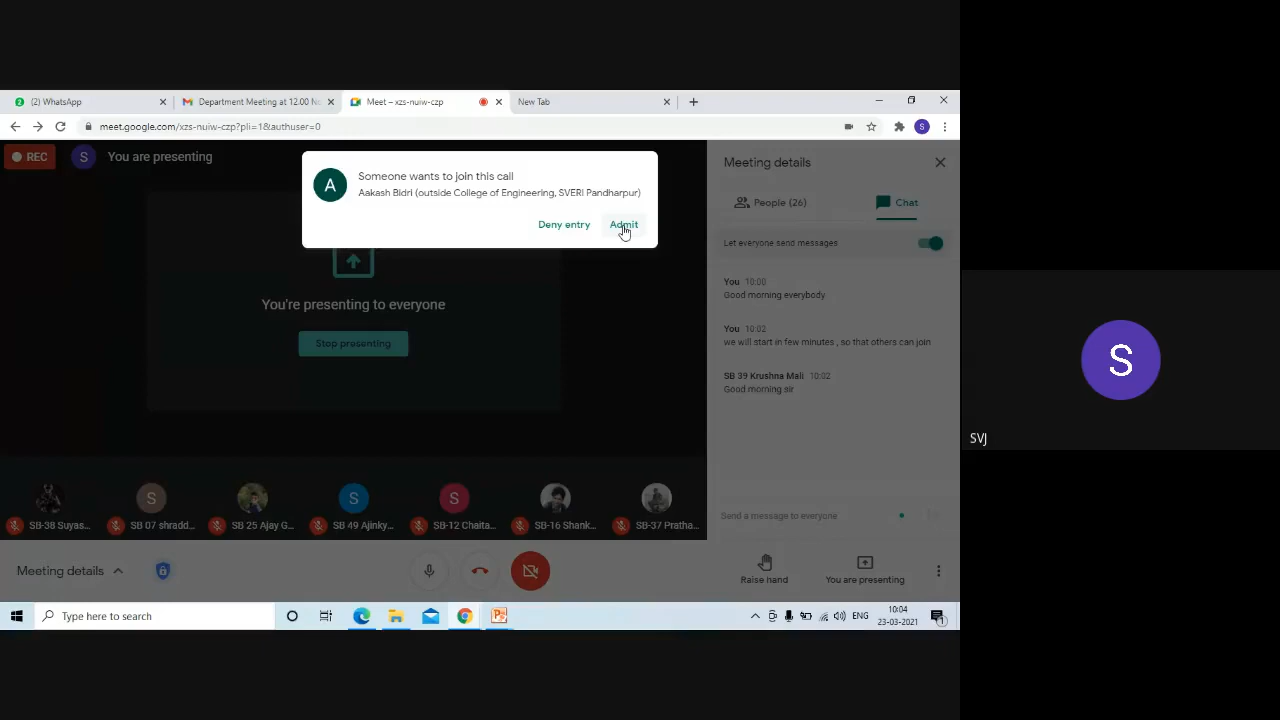 (2) WhatsApp
Department Meeting at 12.00 No
Meet – xzs-nuiw-czp
New Tab
meet.google.com/xzs-nuiw-czp?pli=1&authuser=0
S
REC
S
You are presenting
A
Someone wants to join this call
Aakash Bidri (outside College of Engineering, SVERI Pandharpur)
Deny entry
Admit
You're presenting to everyone
Stop presenting
Meeting details
People (26)
Chat
Let everyone send messages
You 10:00
Good morning everybody
You 10:02
we will start in few minutes , so that others can join
SB 39 Krushna Mali 10:02
Good morning sir
Send a message to everyone
S
S
S
SB-38 Suyas...
SB 07 shradd...
SB 25 Ajay G...
SB 49 Ajinky...
SB-12 Chaita...
SB-16 Shank...
SB-37 Pratha...
Meeting details
Raise hand
You are presenting
Type here to search
ENG
10:04
23-03-2021
1
S
SVJ